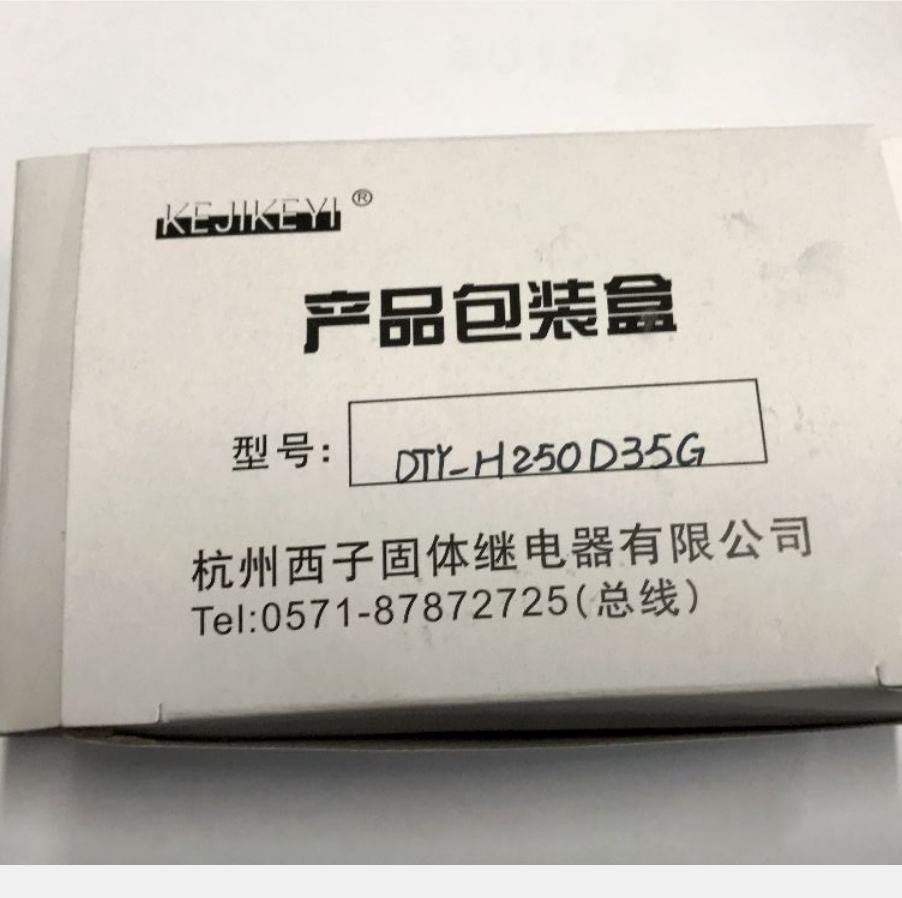 KEJIKEYI®
产品包装盒
型号: DTY-H250D35G
杭州西子固体继电器有限公司
Tel:0571-87872725(总线)